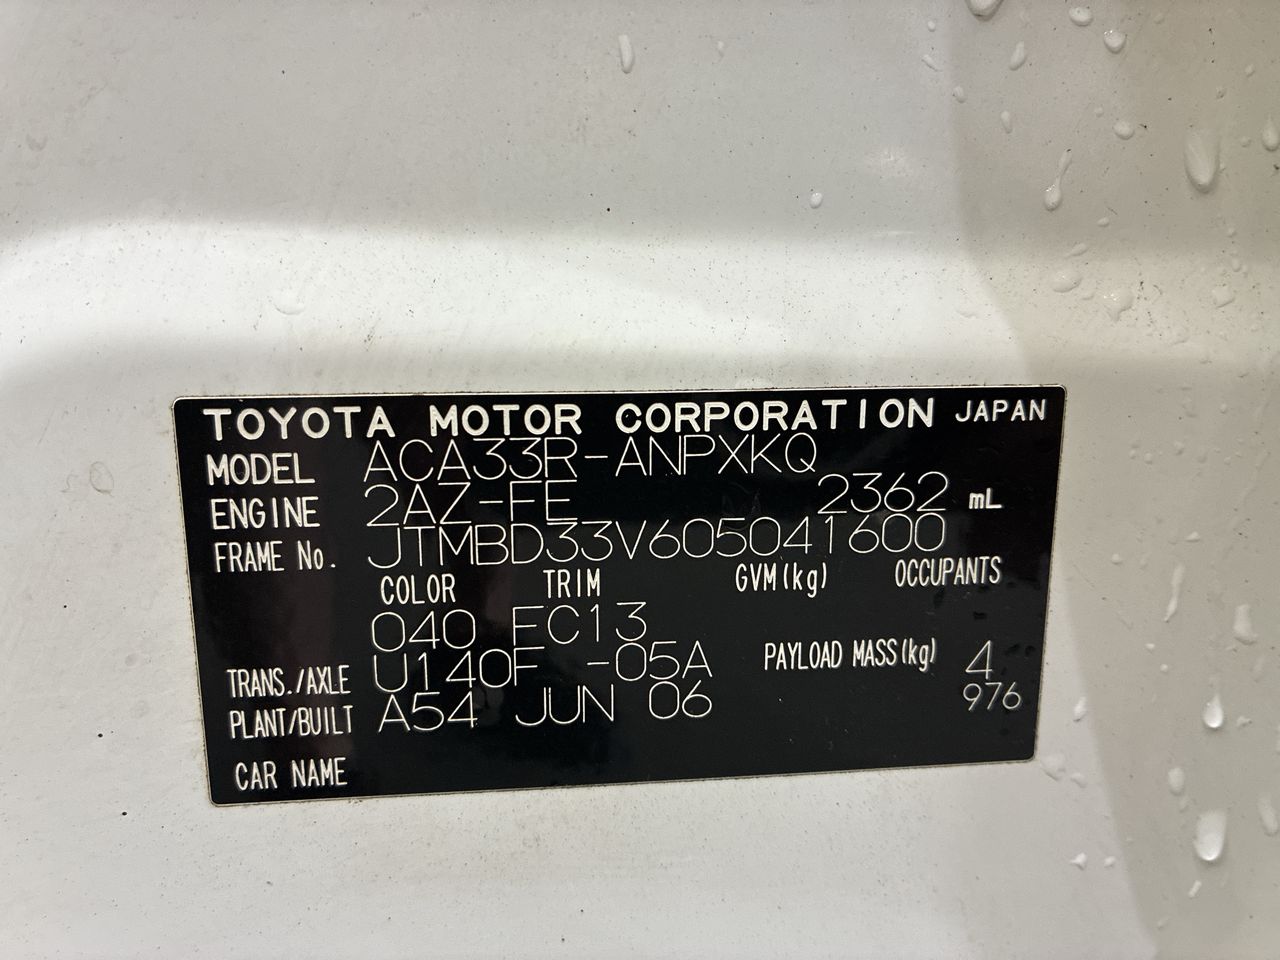 TOYOTA MOTOR CORPORATION JAPAN
MODEL ACA33R-ANPXKQ
ENGINE 2AZ-FE 2362 mL
FRAME No. JTMBD33V605041600
COLOR TRIM GVM(kg) OCCUPANTS
040 FC13
TRANS./AXLE U140F -05A PAYLOAD MASS(kg) 4
PLANT/BUILT A54 JUN 06 976
CAR NAME